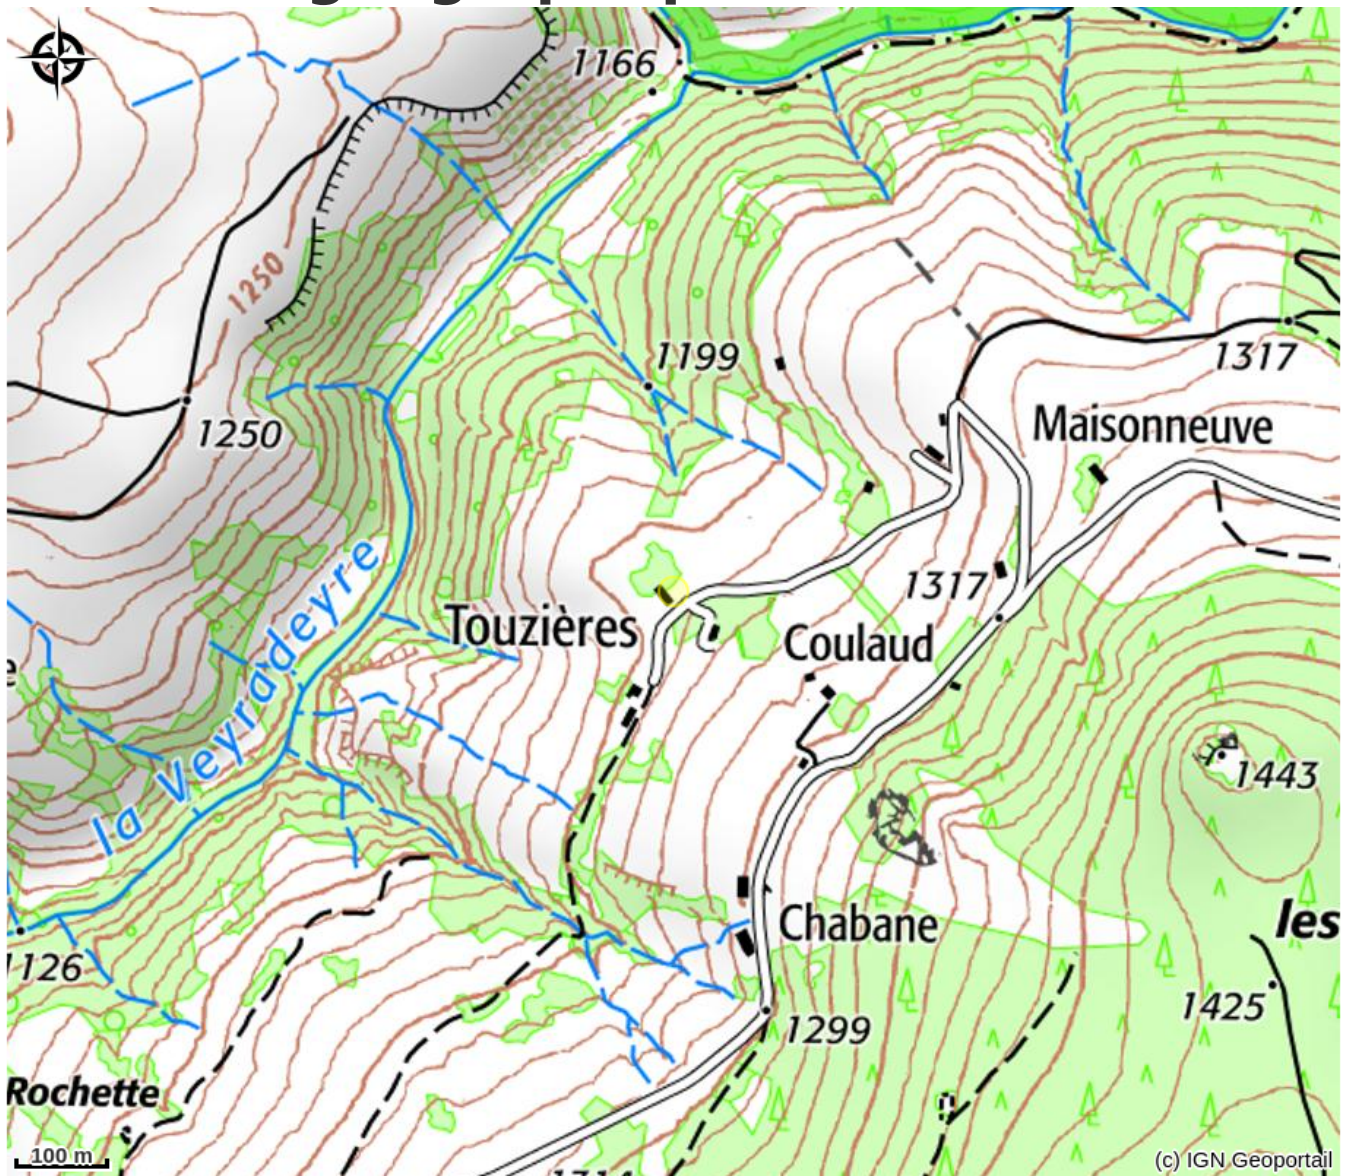 1166
1250
1199
1317
1250
Maisonneuve
la Veyradeyre
1317
Touzières
Coulaud
1443
Chabane
les
1126
1425
1299
Rochette
100 m
(c) IGN Geoportail